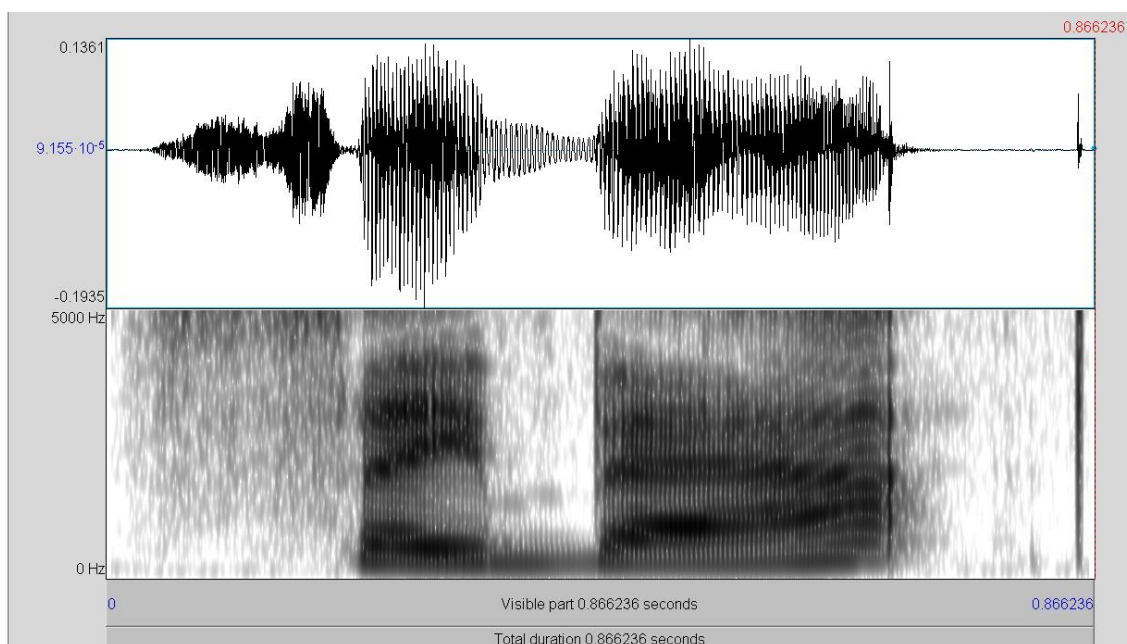 0.866236
0.1361
9.155·10-5
-0.1935
5000 Hz
0 Hz
0 Visible part 0.866236 seconds 0.866236
Total duration 0.866236 seconds